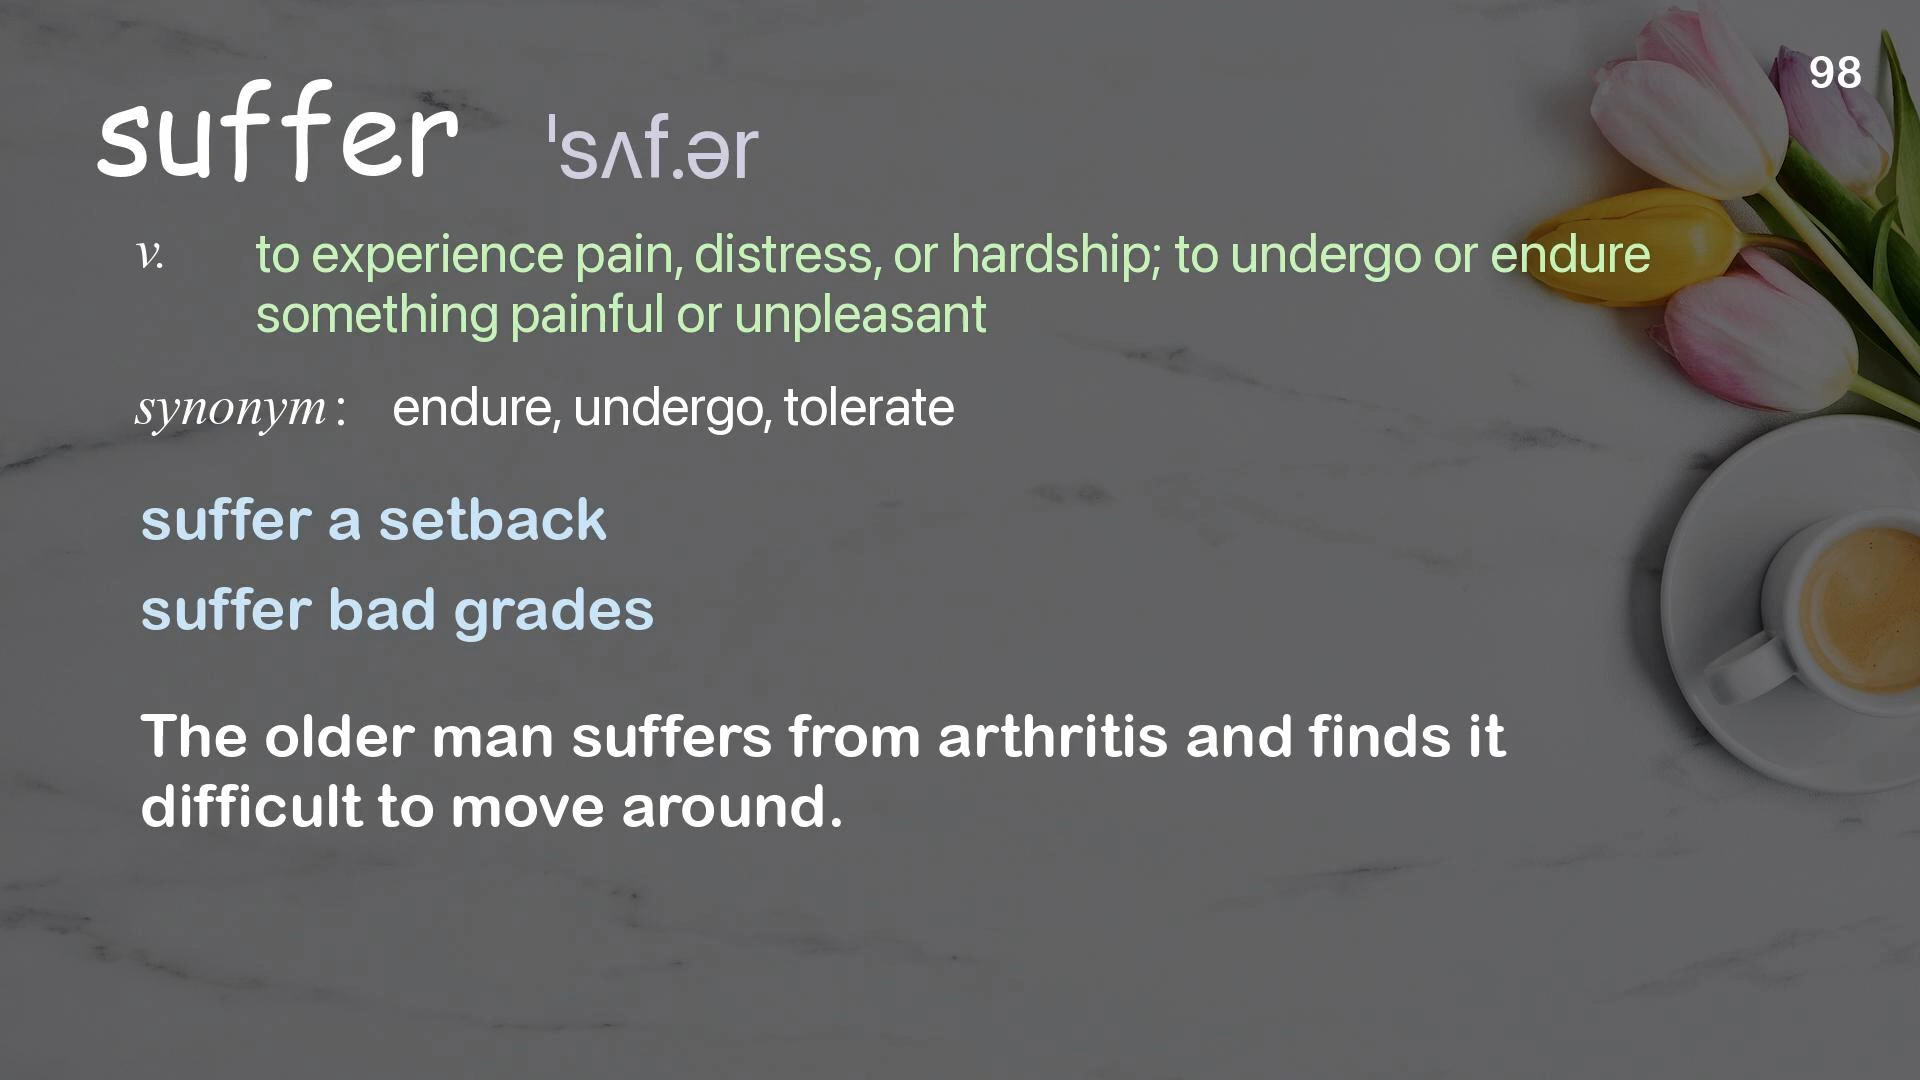 98
suffer ˈsʌf.ər
v. to experience pain, distress, or hardship; to undergo or endure
something painful or unpleasant
synonym: endure, undergo, tolerate
suffer a setback
suffer bad grades
The older man suffers from arthritis and finds it
difficult to move around.